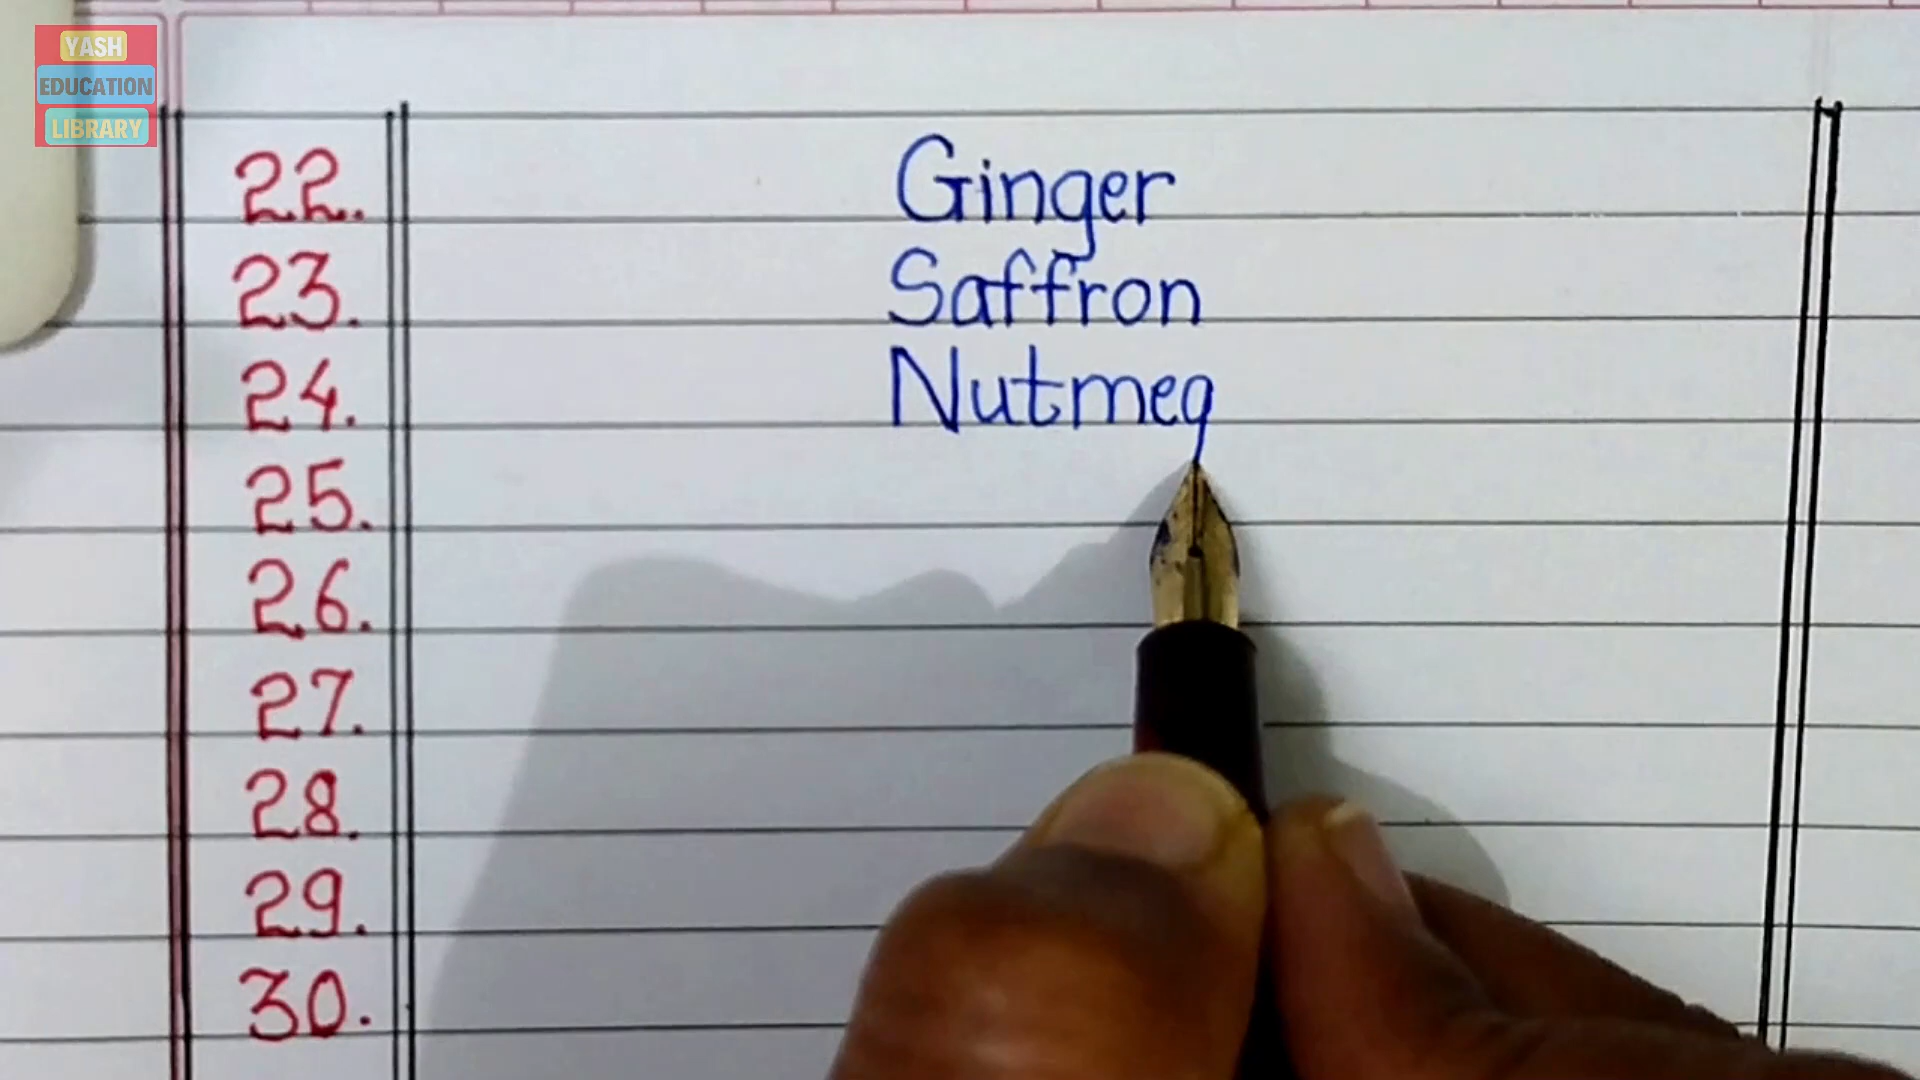 YASH
EDUCATION
LIBRARY
22. Ginger
23. Saffron
24. Nutmeg
25.
26.
27.
28.
29.
30.